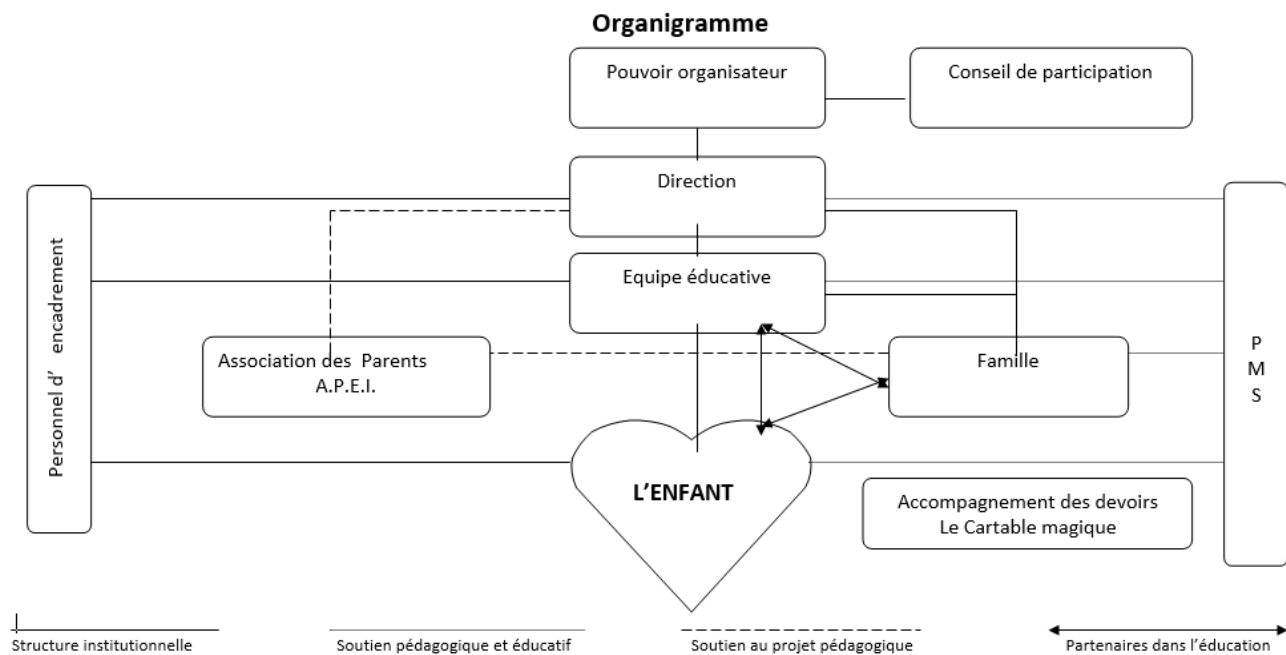 Organigramme
Pouvoir organisateur
Conseil de participation
Direction
Personnel d' encadrement
Equipe éducative
Association des Parents
A.P.E.I.
Famille
P
M
S
L'ENFANT
Accompagnement des devoirs
Le Cartable magique
Structure institutionnelle
Soutien pédagogique et éducatif
Soutien au projet pédagogique
Partenaires dans l'éducation